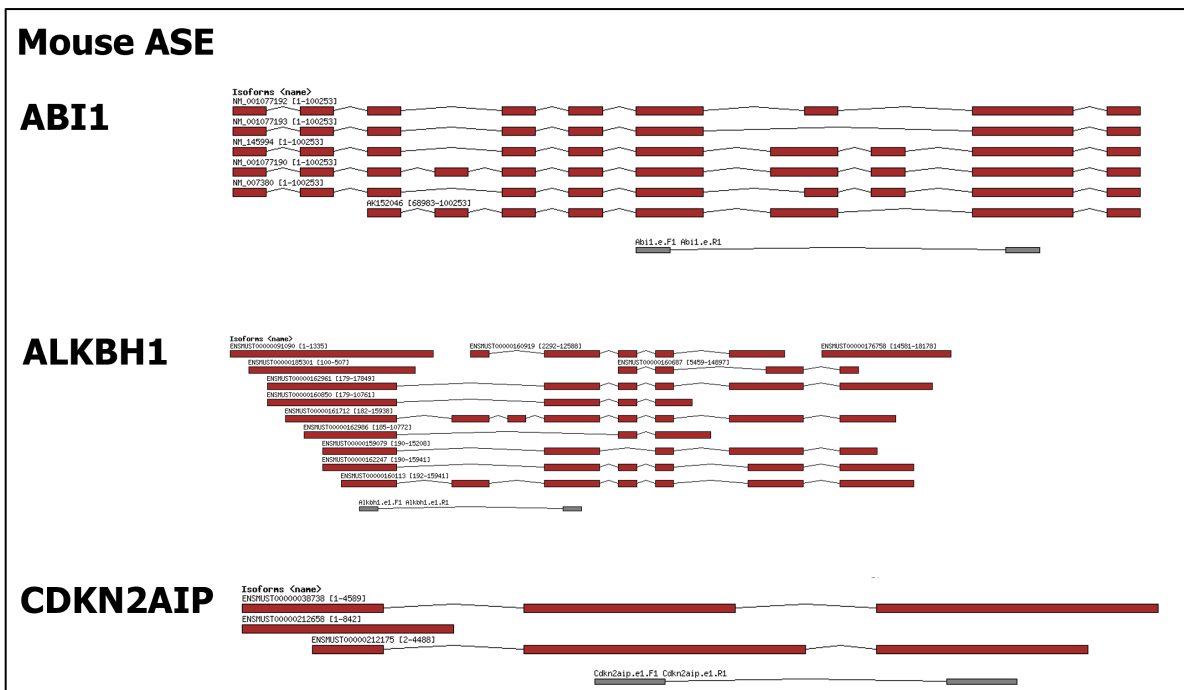 Mouse ASE
ABI1
Isoforms <name>
NM_001077192 [1-100253]
NM_001077193 [1-100253]
NM_145994 [1-100253]
NM_001077190 [1-100253]
NM_007380 [1-100253]
AK152046 [68983-100253]
Abi1.e.F1 Abi1.e.R1
ALKBH1
Isoforms <name>
ENSMUST00000091090 [1-1335]
ENSMUST00000160919 [2292-12588]
ENSMUST00000176758 [14581-18178]
ENSMUST00000185301 [100-507]
ENSMUST00000160687 [5459-14897]
ENSMUST00000162961 [179-17849]
ENSMUST00000160850 [179-10761]
ENSMUST00000161712 [182-15938]
ENSMUST00000162986 [185-10772]
ENSMUST00000159079 [190-15208]
ENSMUST00000162247 [190-15941]
ENSMUST00000160113 [192-15941]
Alkbh1.e1.F1 Alkbh1.e1.R1
CDKN2AIP
Isoforms <name>
ENSMUST00000038738 [1-4589]
ENSMUST00000212658 [1-842]
ENSMUST00000212175 [2-4488]
Cdkn2aip.e1.F1 Cdkn2aip.e1.R1